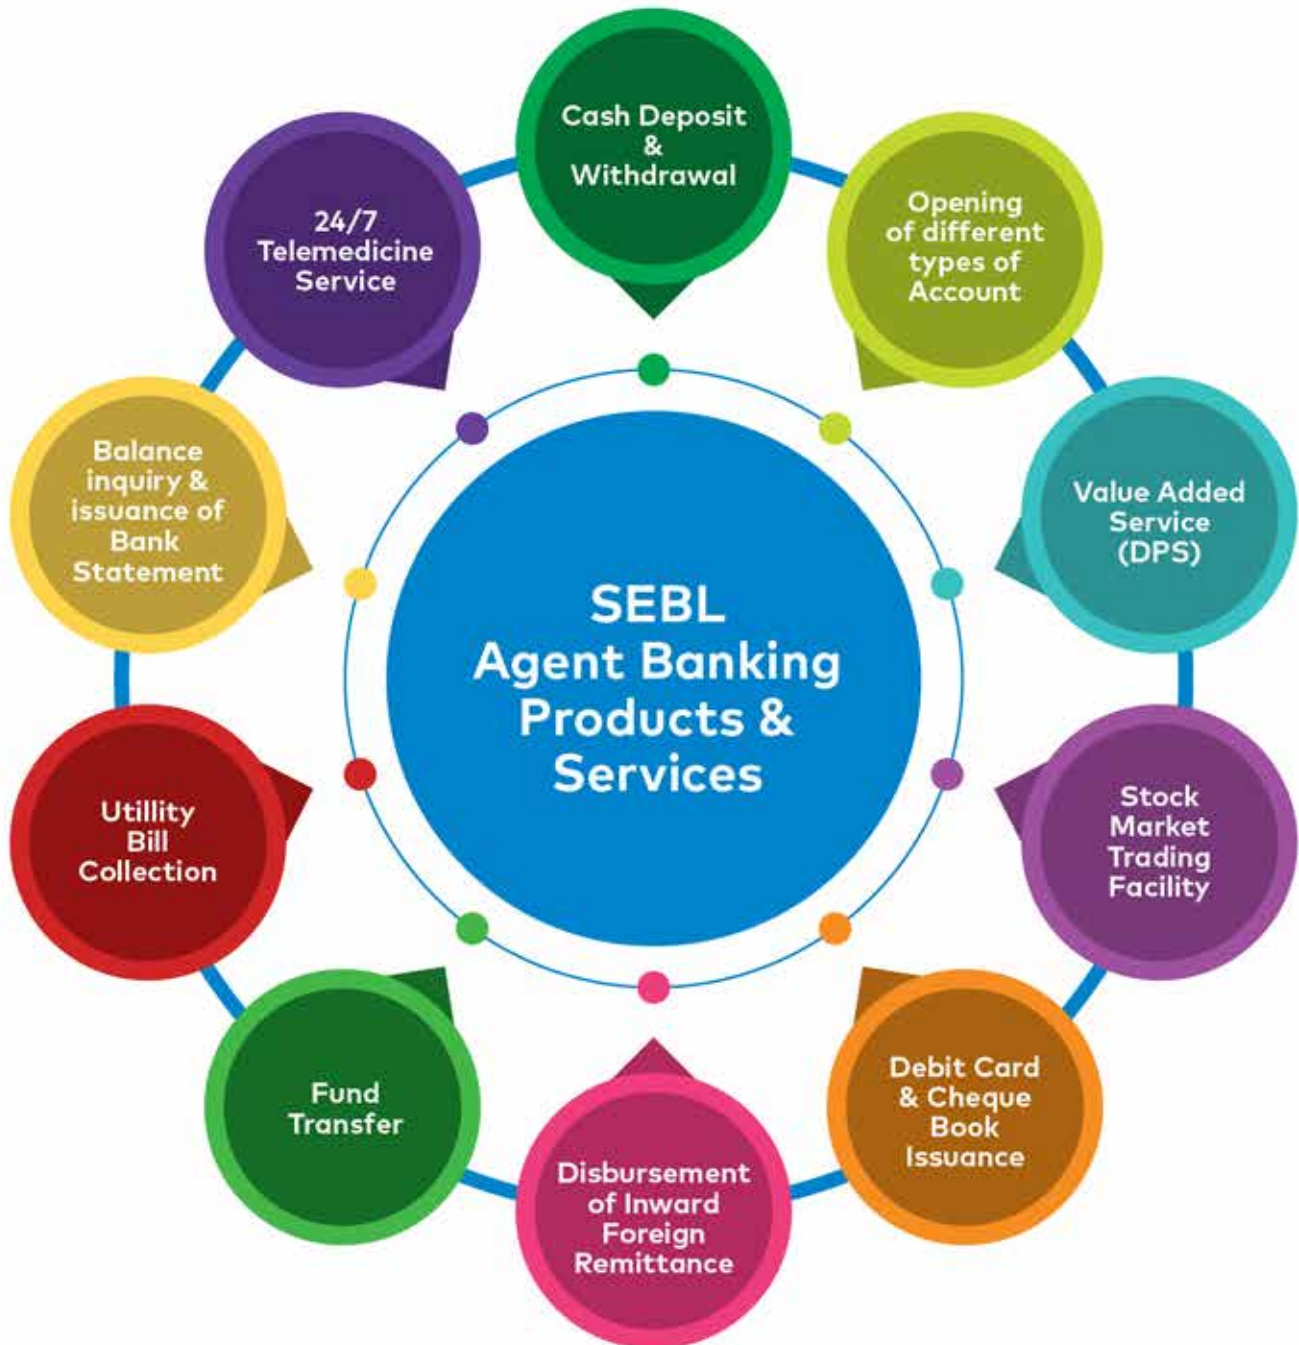 SEBL
Agent Banking
Products &
Services
Cash Deposit
&
Withdrawal
Opening
of different
types of
Account
Value Added
Service
(DPS)
Stock
Market
Trading
Facility
Debit Card
& Cheque
Book
Issuance
Disbursement
of Inward
Foreign
Remittance
Fund
Transfer
Utillity
Bill
Collection
Balance
inquiry &
issuance of
Bank
Statement
24/7
Telemedicine
Service